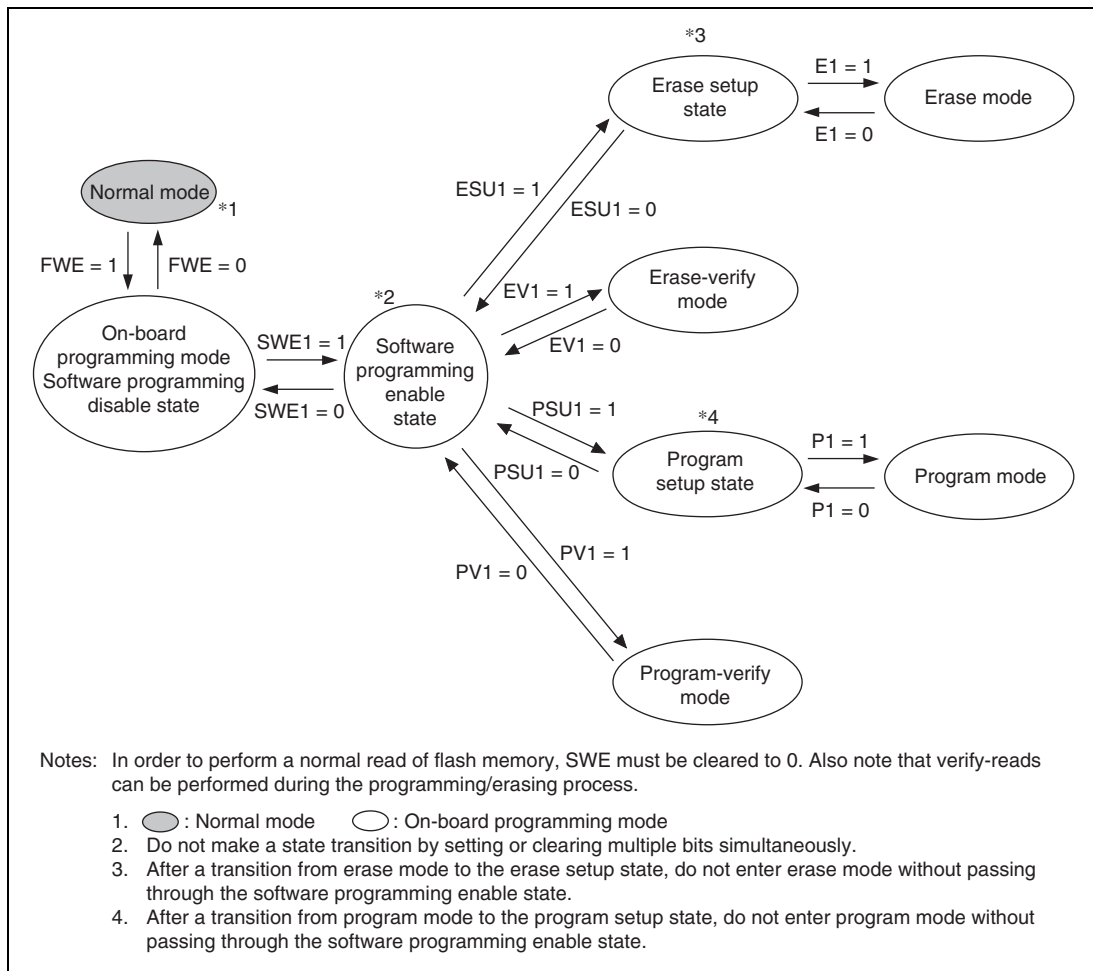 *3
E1 = 1
Erase setup
state
Erase mode
E1 = 0
Normal mode
*1
ESU1 = 1
ESU1 = 0
FWE = 1
FWE = 0
Erase-verify
mode
EV1 = 1
EV1 = 0
*2
On-board
programming mode
Software programming
disable state
SWE1 = 1
SWE1 = 0
Software
programming
enable
state
PSU1 = 1
PSU1 = 0
*4
Program
setup state
P1 = 1
P1 = 0
Program mode
PV1 = 1
PV1 = 0
Program-verify
mode
Notes: In order to perform a normal read of flash memory, SWE must be cleared to 0. Also note that verify-reads
can be performed during the programming/erasing process.
1. : Normal mode : On-board programming mode
2. Do not make a state transition by setting or clearing multiple bits simultaneously.
3. After a transition from erase mode to the erase setup state, do not enter erase mode without passing
through the software programming enable state.
4. After a transition from program mode to the program setup state, do not enter program mode without
passing through the software programming enable state.